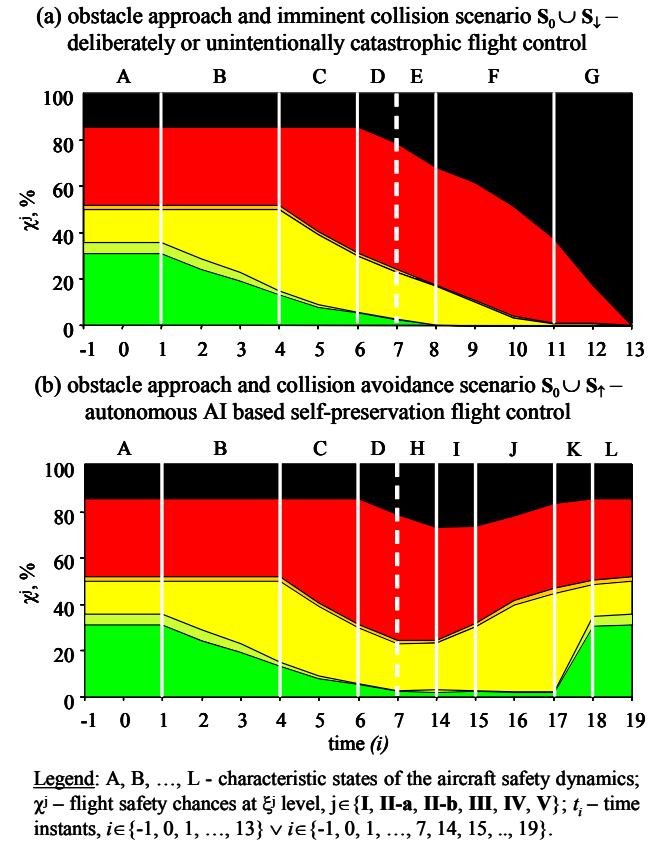 (a) obstacle approach and imminent collision scenario S₀∪ S↓ –
deliberately or unintentionally catastrophic flight control
A B C D E F G
100
80
60
40
20
0
χʲ, %
-1 0 1 2 3 4 5 6 7 8 9 10 11 12 13
(b) obstacle approach and collision avoidance scenario S₀∪ S↑ –
autonomous AI based self-preservation flight control
A B C D H I J K L
100
80
60
40
20
0
χʲ, %
-1 0 1 2 3 4 5 6 7 14 15 16 17 18 19
time (i)
Legend: A, B, …, L - characteristic states of the aircraft safety dynamics;
χʲ – flight safety chances at ξʲ level, j∈{I, II-a, II-b, III, IV, V}; tᵢ – time
instants, i∈{-1, 0, 1, …, 13} ∨ i∈{-1, 0, 1, …, 7, 14, 15, .., 19}.